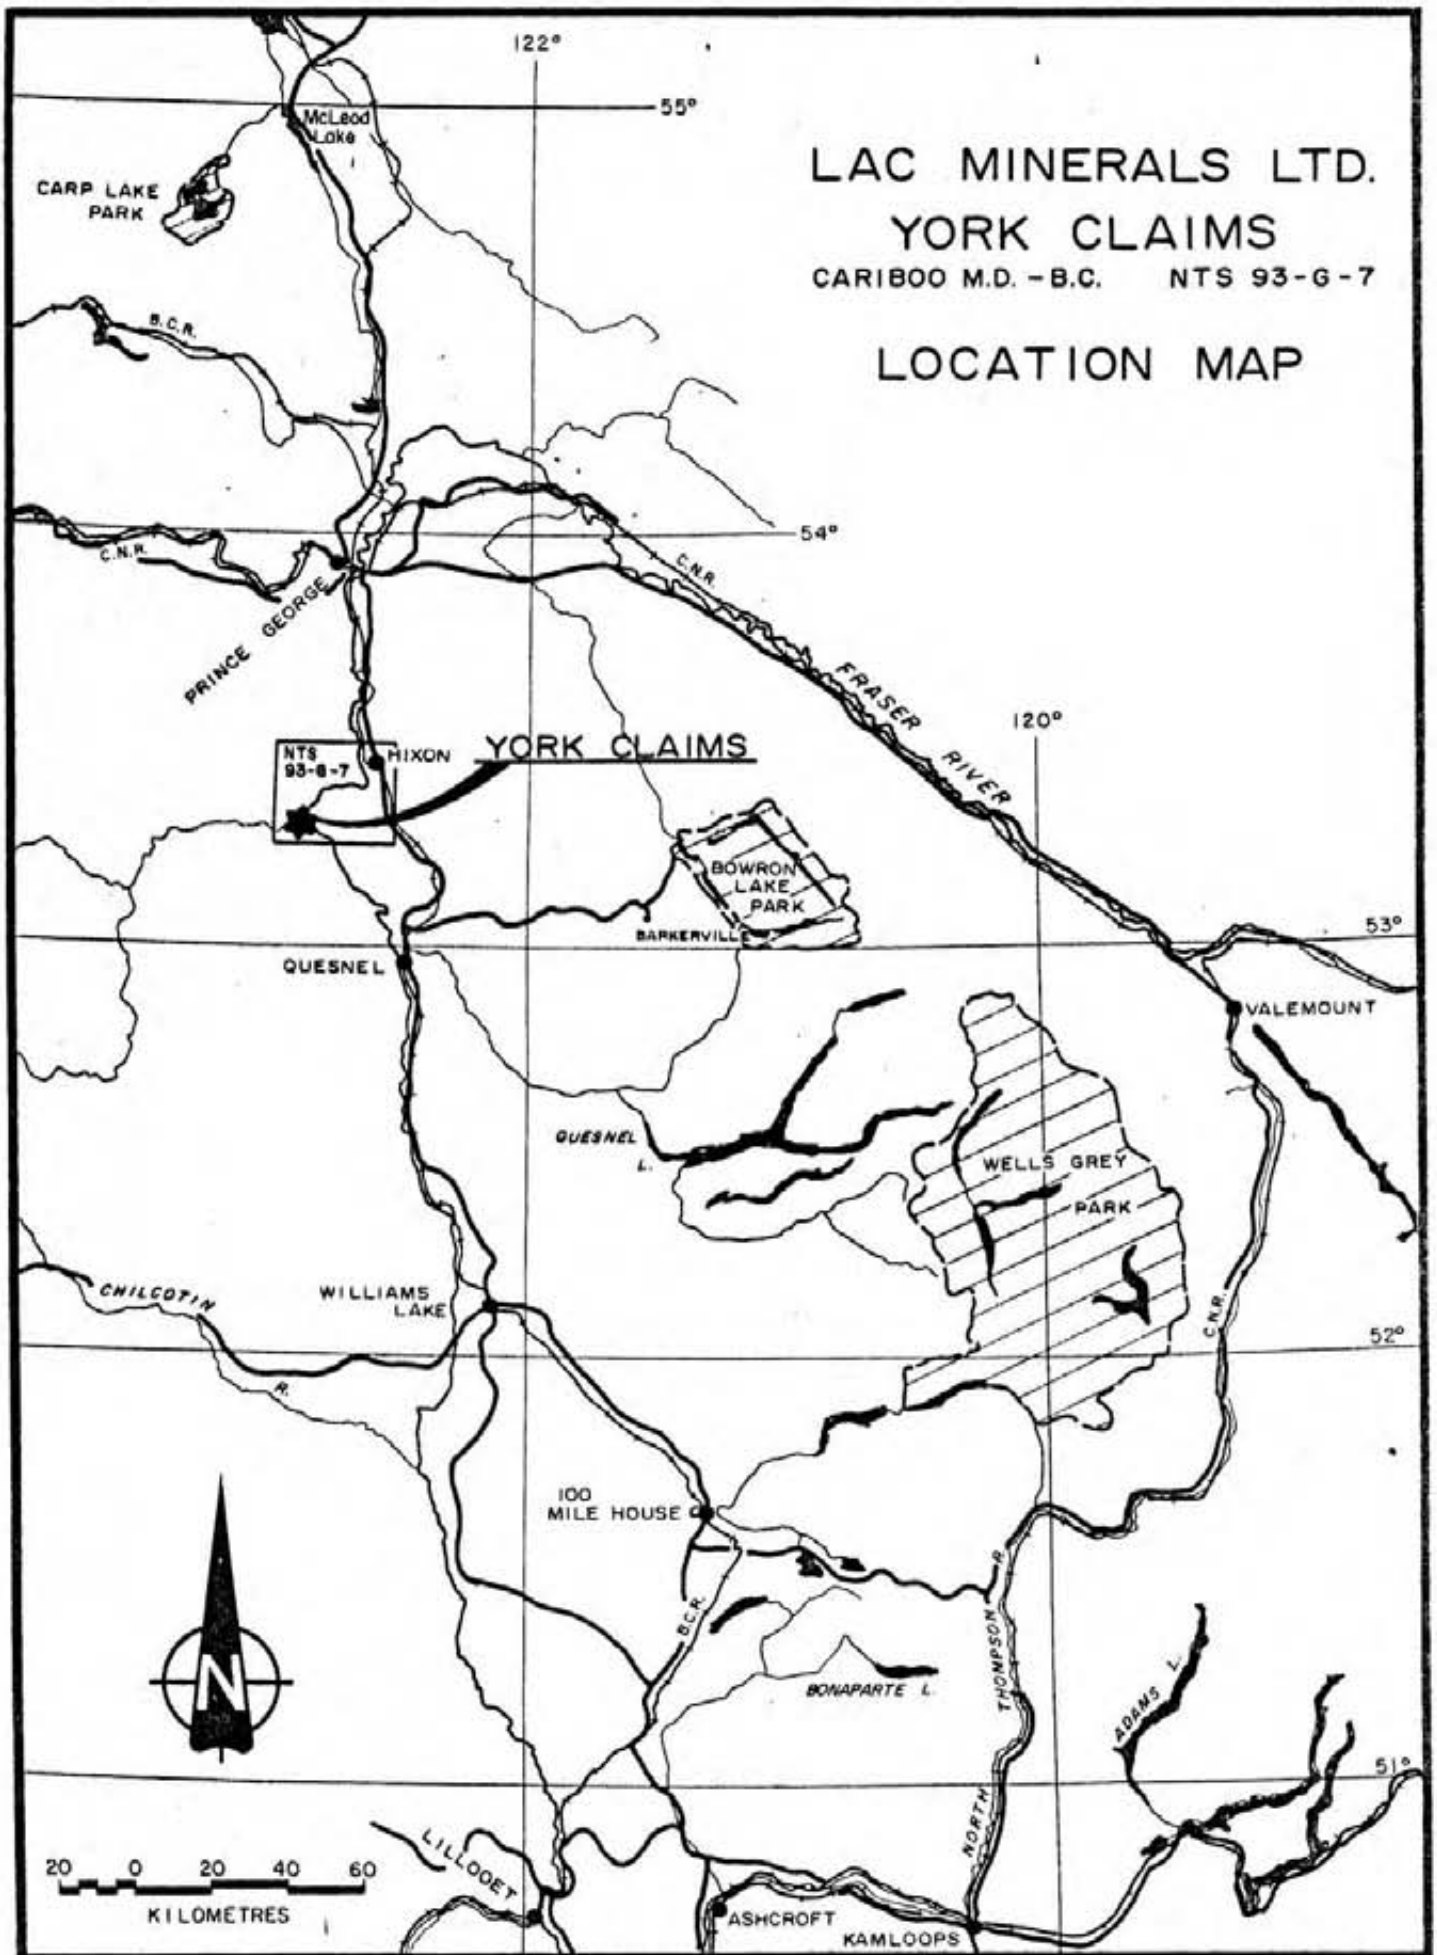 122°
55°
McLeod
Lake
CARP LAKE
PARK
LAC MINERALS LTD.
YORK CLAIMS
CARIBOO M.D. - B.C. NTS 93-G-7
LOCATION MAP
B.C.R.
54°
C.N.R.
C.N.R.
PRINCE GEORGE
FRASER RIVER
120°
NTS
93-G-7
HIXON
YORK CLAIMS
BOWRON
LAKE
PARK
BARKERVILLE
53°
QUESNEL
VALEMOUNT
QUESNEL
L.
WELLS GREY
PARK
CHILCOTIN
R.
WILLIAMS
LAKE
C.N.R.
52°
100
MILE HOUSE
B.C.R.
NORTH THOMPSON R.
BONAPARTE L.
ADAMS L.
N
51°
20 0 20 40 60
KILOMETRES
LILLOOET
ASHCROFT
KAMLOOPS